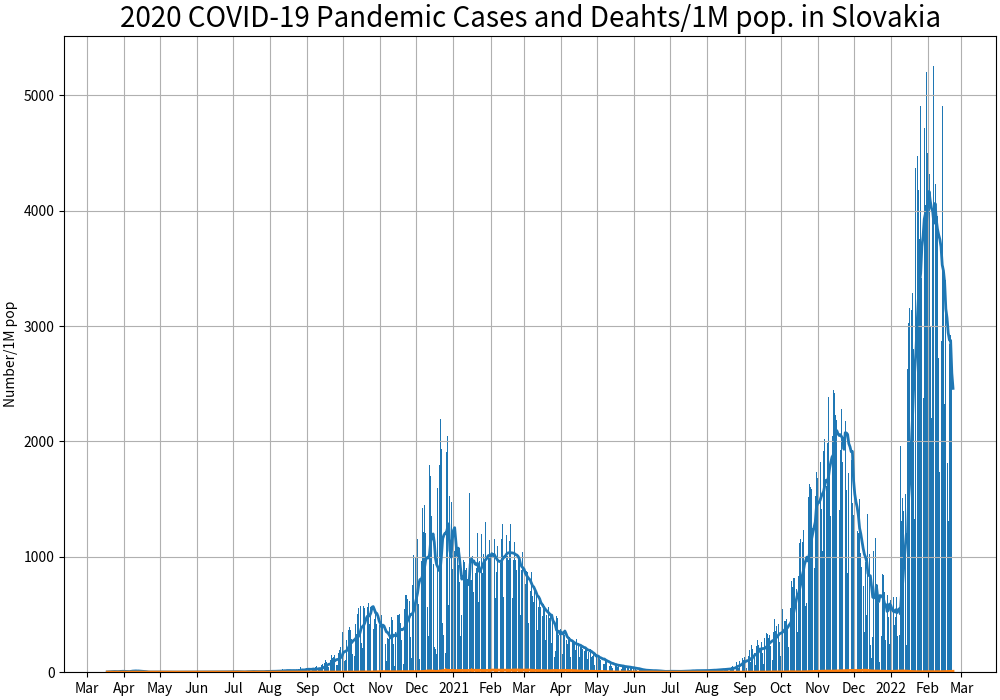 2020 COVID-19 Pandemic Cases and Deahts/1M pop. in Slovakia
Number/1M pop
5000
4000
3000
2000
1000
0
Mar Apr May Jun Jul Aug Sep Oct Nov Dec 2021 Feb Mar Apr May Jun Jul Aug Sep Oct Nov Dec 2022 Feb Mar